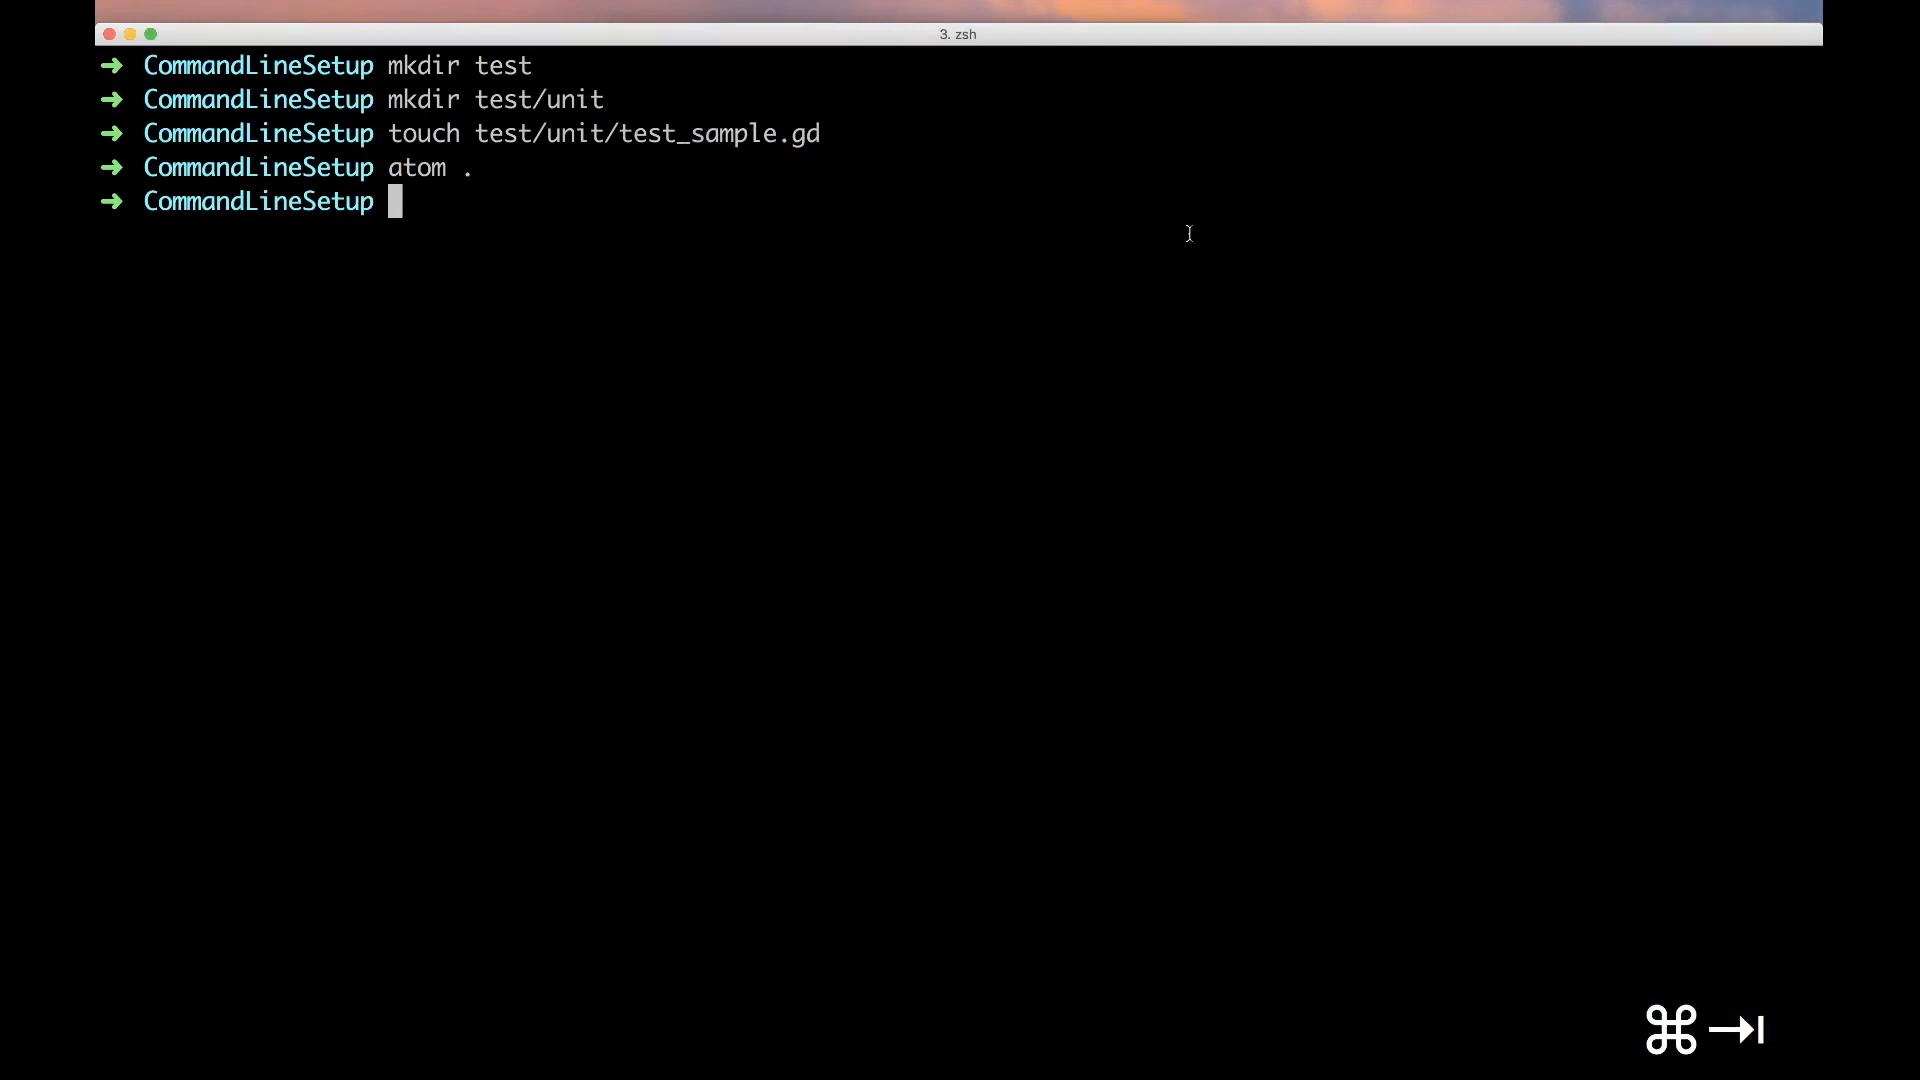 3. zsh
➜ CommandLineSetup mkdir test
➜ CommandLineSetup mkdir test/unit
➜ CommandLineSetup touch test/unit/test_sample.gd
➜ CommandLineSetup atom .
➜ CommandLineSetup
⌘⇥